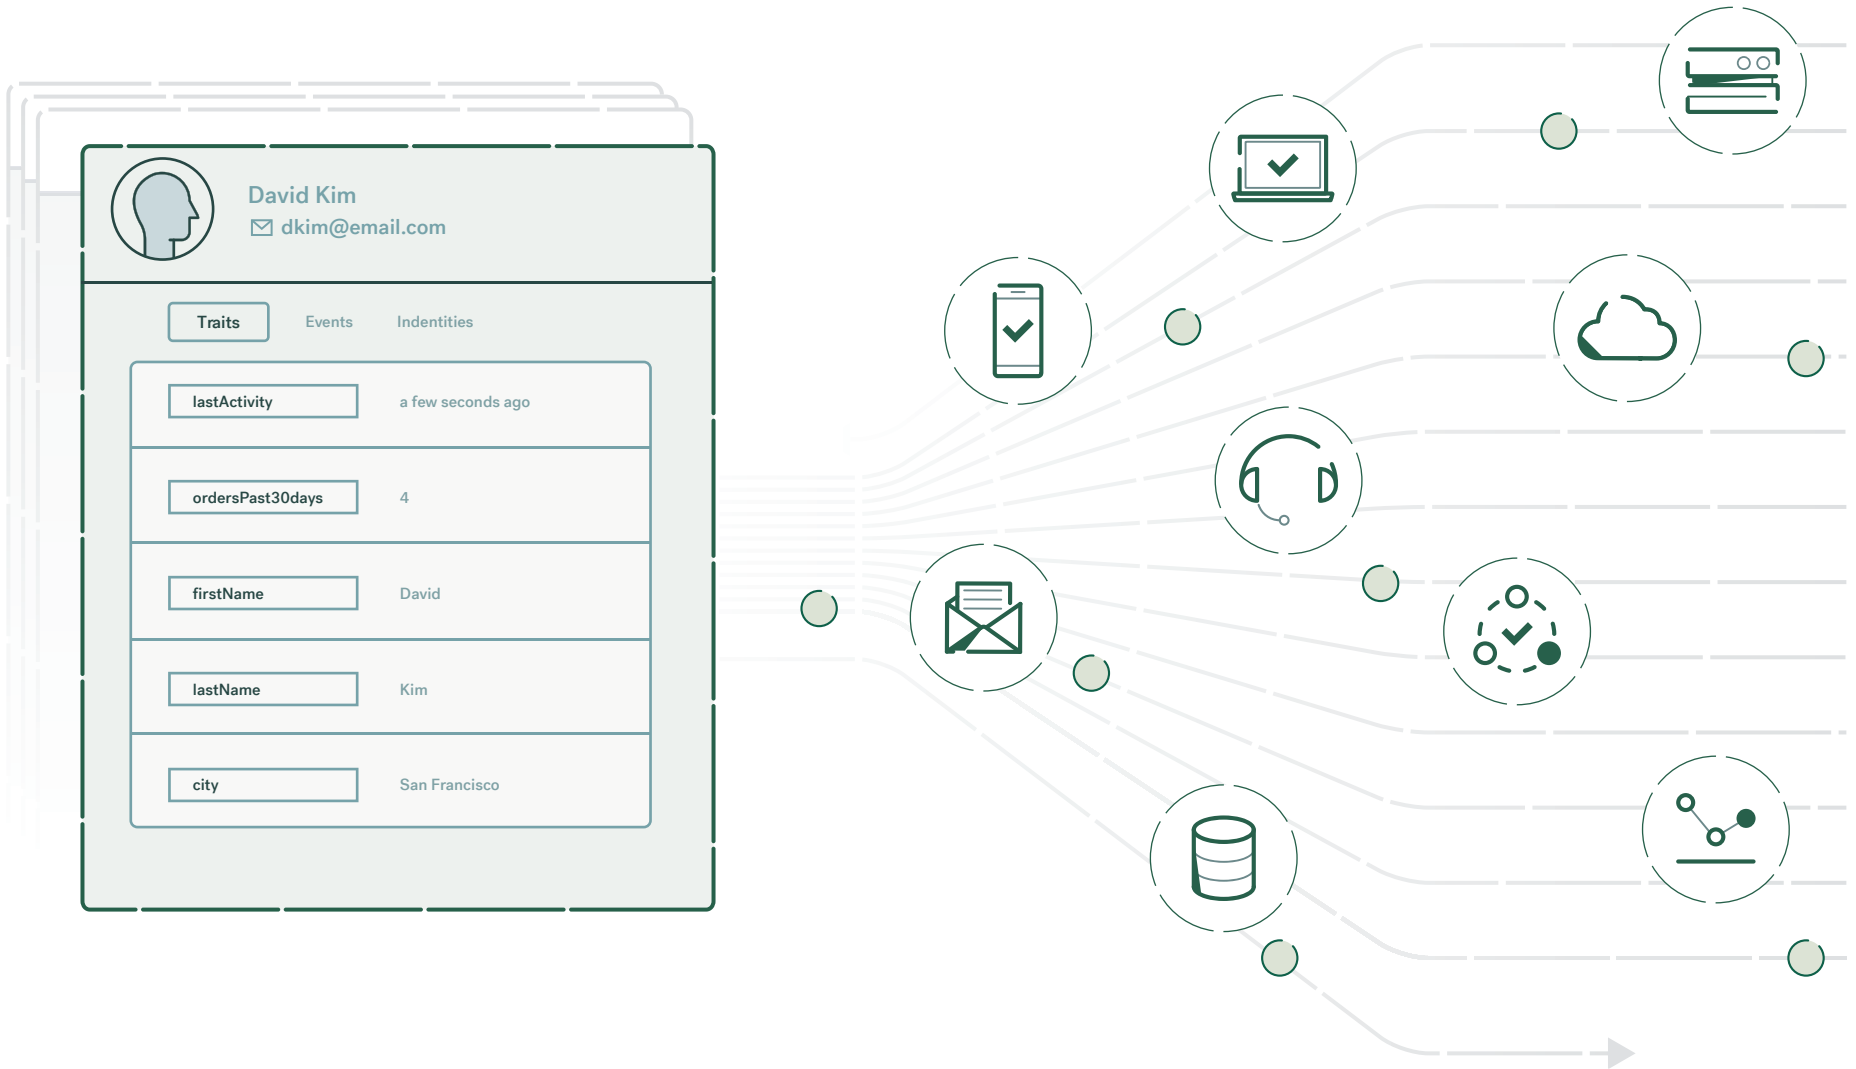 David Kim
dkim@email.com
Traits Events Indentities
lastActivity a few seconds ago
ordersPast30days 4
firstName David
lastName Kim
city San Francisco